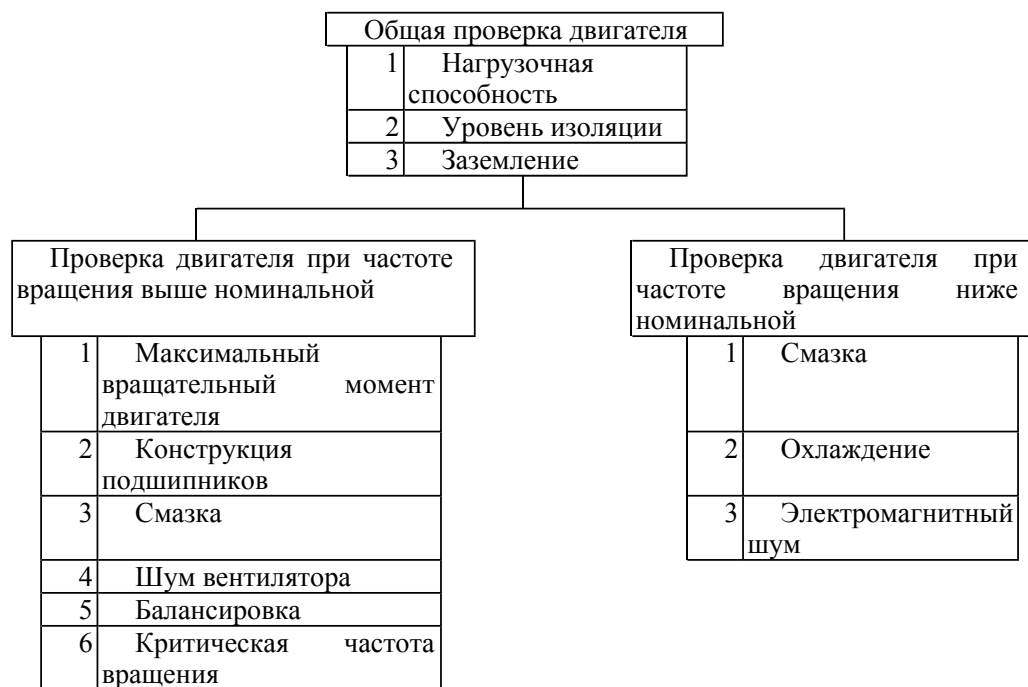 Общая проверка двигателя
1 Нагрузочная
способность
2 Уровень изоляции
3 Заземление
Проверка двигателя при частоте
вращения выше номинальной
1 Максимальный
вращательный момент
двигателя
2 Конструкция
подшипников
3 Смазка
4 Шум вентилятора
5 Балансировка
6 Критическая частота
вращения
Проверка двигателя при
частоте вращения ниже
номинальной
1 Смазка
2 Охлаждение
3 Электромагнитный
шум